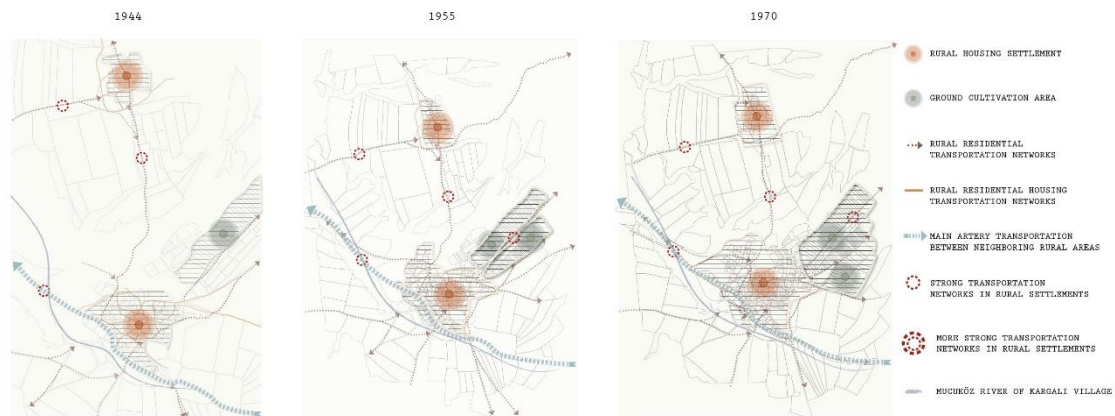 1944
1955
1970
RURAL HOUSING SETTLEMENT
GROUND CULTIVATION AREA
RURAL RESIDENTIAL
TRANSPORTATION NETWORKS
RURAL RESIDENTIAL HOUSING
TRANSPORTATION NETWORKS
MAIN ARTERY TRANSPORTATION
BETWEEN NEIGHBORING RURAL AREAS
STRONG TRANSPORTATION
NETWORKS IN RURAL SETTLEMENTS
MORE STRONG TRANSPORTATION
NETWORKS IN RURAL SETTLEMENTS
MUCUKÖZ RIVER OF KARGALI VILLAGE